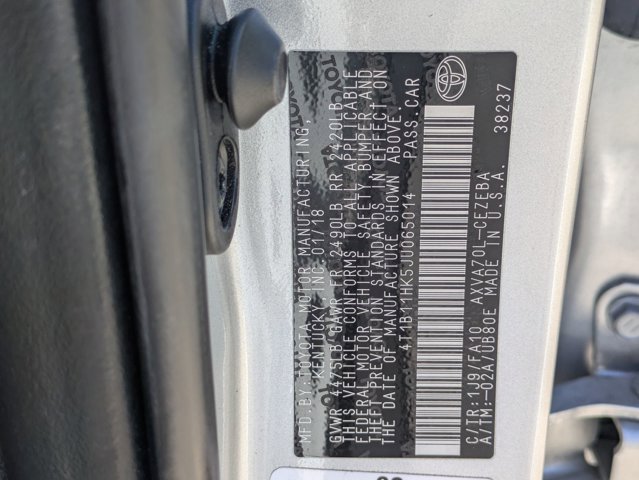 MFD. BY:TOYOTA MOTOR MANUFACTURING,
KENTUCKY, INC. 01/18
GVWR 4475LB GAWR FR 2490LB RR 2420LB
THIS VEHICLE CONFORMS TO ALL APPLICABLE
FEDERAL MOTOR VEHICLE SAFETY, BUMPER, AND
THEFT PREVENTION STANDARDS IN EFFECT ON
THE DATE OF MANUFACTURE SHOWN ABOVE.
4T1B11HK5JU065014 PASS.CAR
C/TR:1J9/FA10 AXVA70L-CEZEBA
A/TM:-02A/UB80E MADE IN U.S.A.
38237